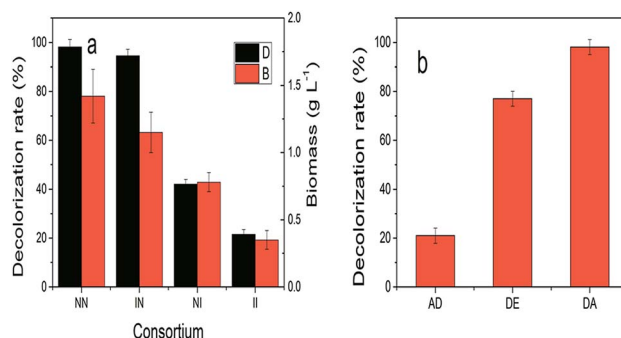 a
D
B
Decolorization rate (%)
100
80
60
40
20
0
2.0
1.5
1.0
0.5
0.0
Biomass (g L⁻¹)
NN IN NI II
Consortium
b
Decolorization rate (%)
100
80
60
40
20
0
AD DE DA